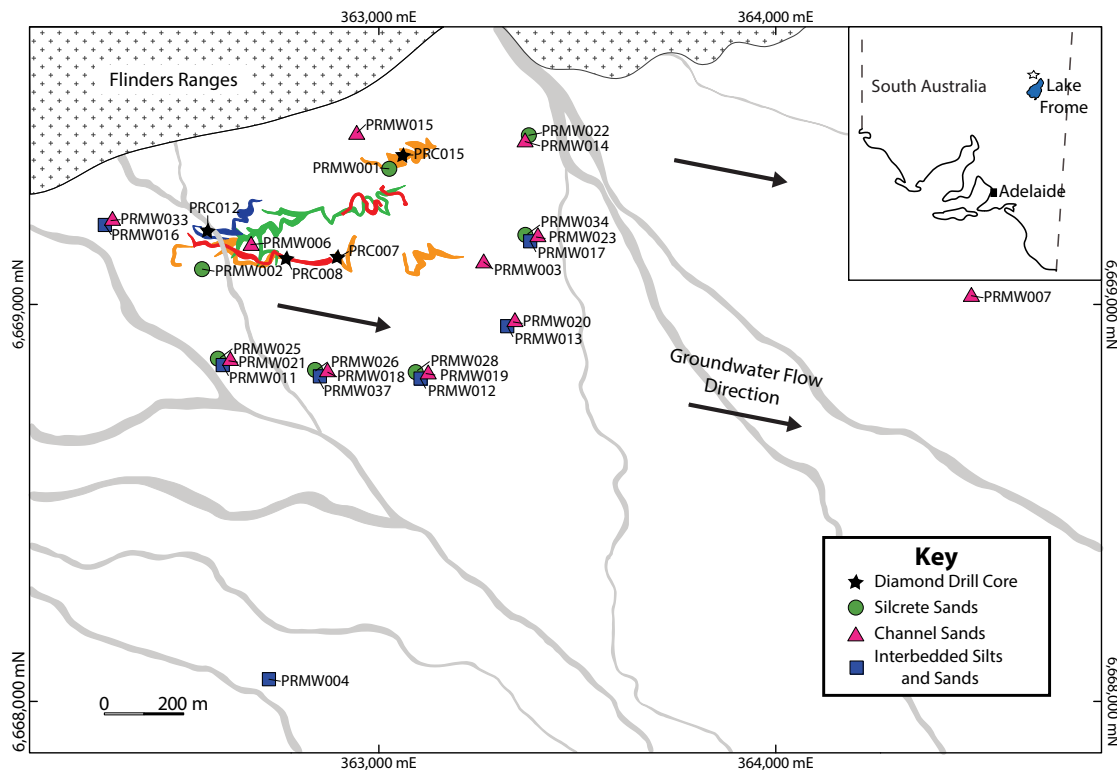 363,000 mE
364,000 mE
Flinders Ranges
South Australia
Lake
Frome
Adelaide
PRMW015
PRC015
PRMW001
PRMW022
PRMW014
PRC012
PRMW033
PRMW016
PRMW006
PRC007
PRC008
PRMW002
PRMW034
PRMW023
PRMW017
PRMW003
PRMW007
6,669,000 mN
6,669,000 mN
PRMW020
PRMW013
PRMW025
PRMW021
PRMW011
PRMW026
PRMW018
PRMW037
PRMW028
PRMW019
PRMW012
Groundwater Flow
Direction
Key
Diamond Drill Core
Silcrete Sands
Channel Sands
Interbedded Silts
and Sands
PRMW004
0 200 m
6,668,000 mN
6,668,000 mN
363,000 mE
364,000 mE